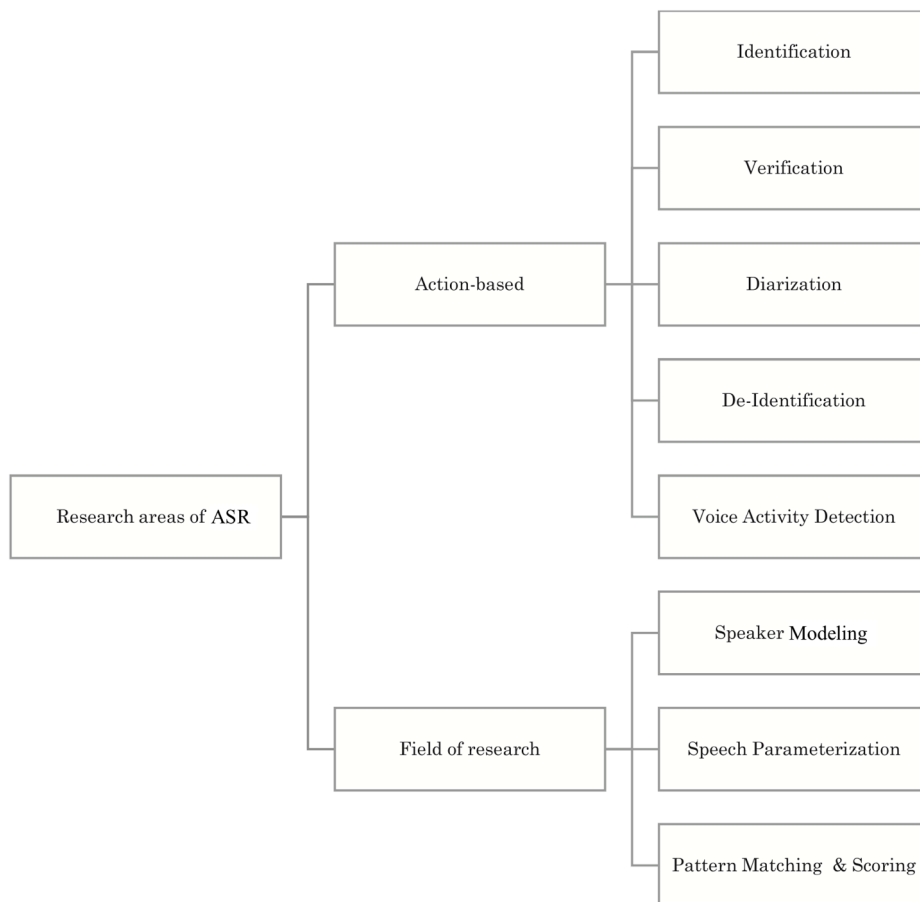 Identification
Verification
Action-based
Diarization
De-Identification
Research areas of ASR
Voice Activity Detection
Speaker Modeling
Field of research
Speech Parameterization
Pattern Matching & Scoring